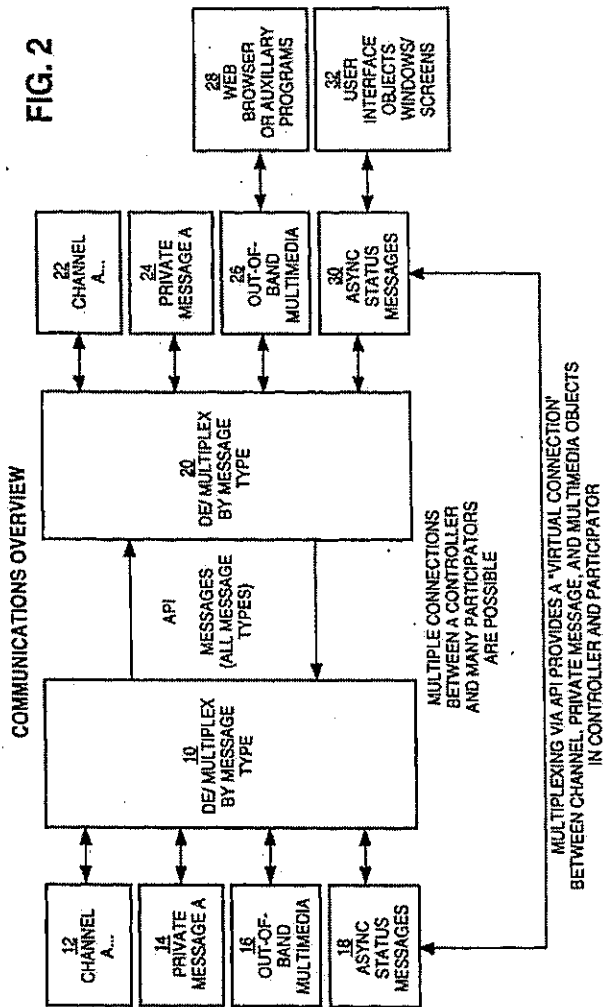 FIG. 2
COMMUNICATIONS OVERVIEW
12
CHANNEL
A...
14
PRIVATE
MESSAGE A
16
OUT-OF-
BAND
MULTIMEDIA
18
ASYNC
STATUS
MESSAGES
10
DE/ MULTIPLEX
BY MESSAGE
TYPE
API
MESSAGES
(ALL MESSAGE
TYPES)
MULTIPLE CONNECTIONS
BETWEEN A CONTROLLER
AND MANY PARTICIPATORS
ARE POSSIBLE
20
DE/ MULTIPLEX
BY MESSAGE
TYPE
22
CHANNEL
A...
24
PRIVATE
MESSAGE A
26
OUT-OF-
BAND
MULTIMEDIA
30
ASYNC
STATUS
MESSAGES
28
WEB
BROWSER
OR AUXILLARY
PROGRAMS
32
USER
INTERFACE
OBJECTS
WINDOWS/
SCREENS
MULTIPLEXING VIA API PROVIDES A "VIRTUAL CONNECTION'
BETWEEN CHANNEL, PRIVATE MESSAGE, AND MULTIMEDIA OBJECTS
IN CONTROLLER AND PARTICIPATOR